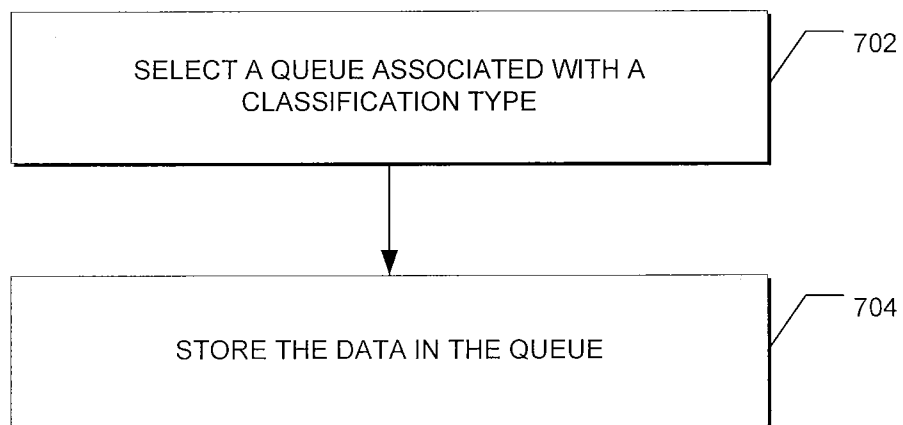 SELECT A QUEUE ASSOCIATED WITH A
CLASSIFICATION TYPE
702
STORE THE DATA IN THE QUEUE
704